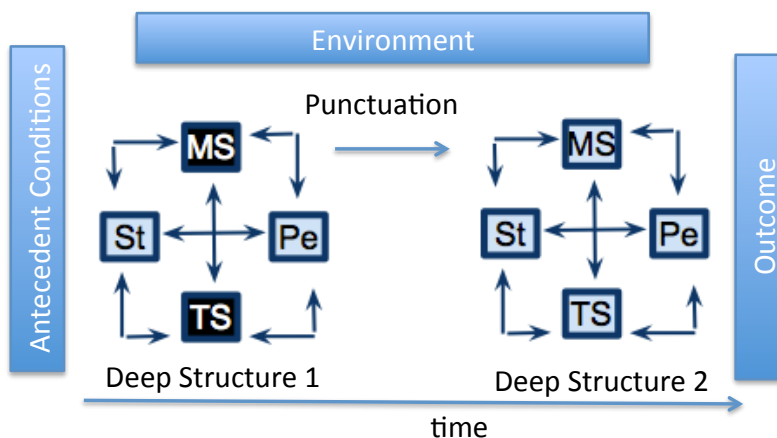 Environment
Antecedent Conditions
Punctuation
MS
MS
St
Pe
St
Pe
TS
TS
Outcome
Deep Structure 1
Deep Structure 2
time